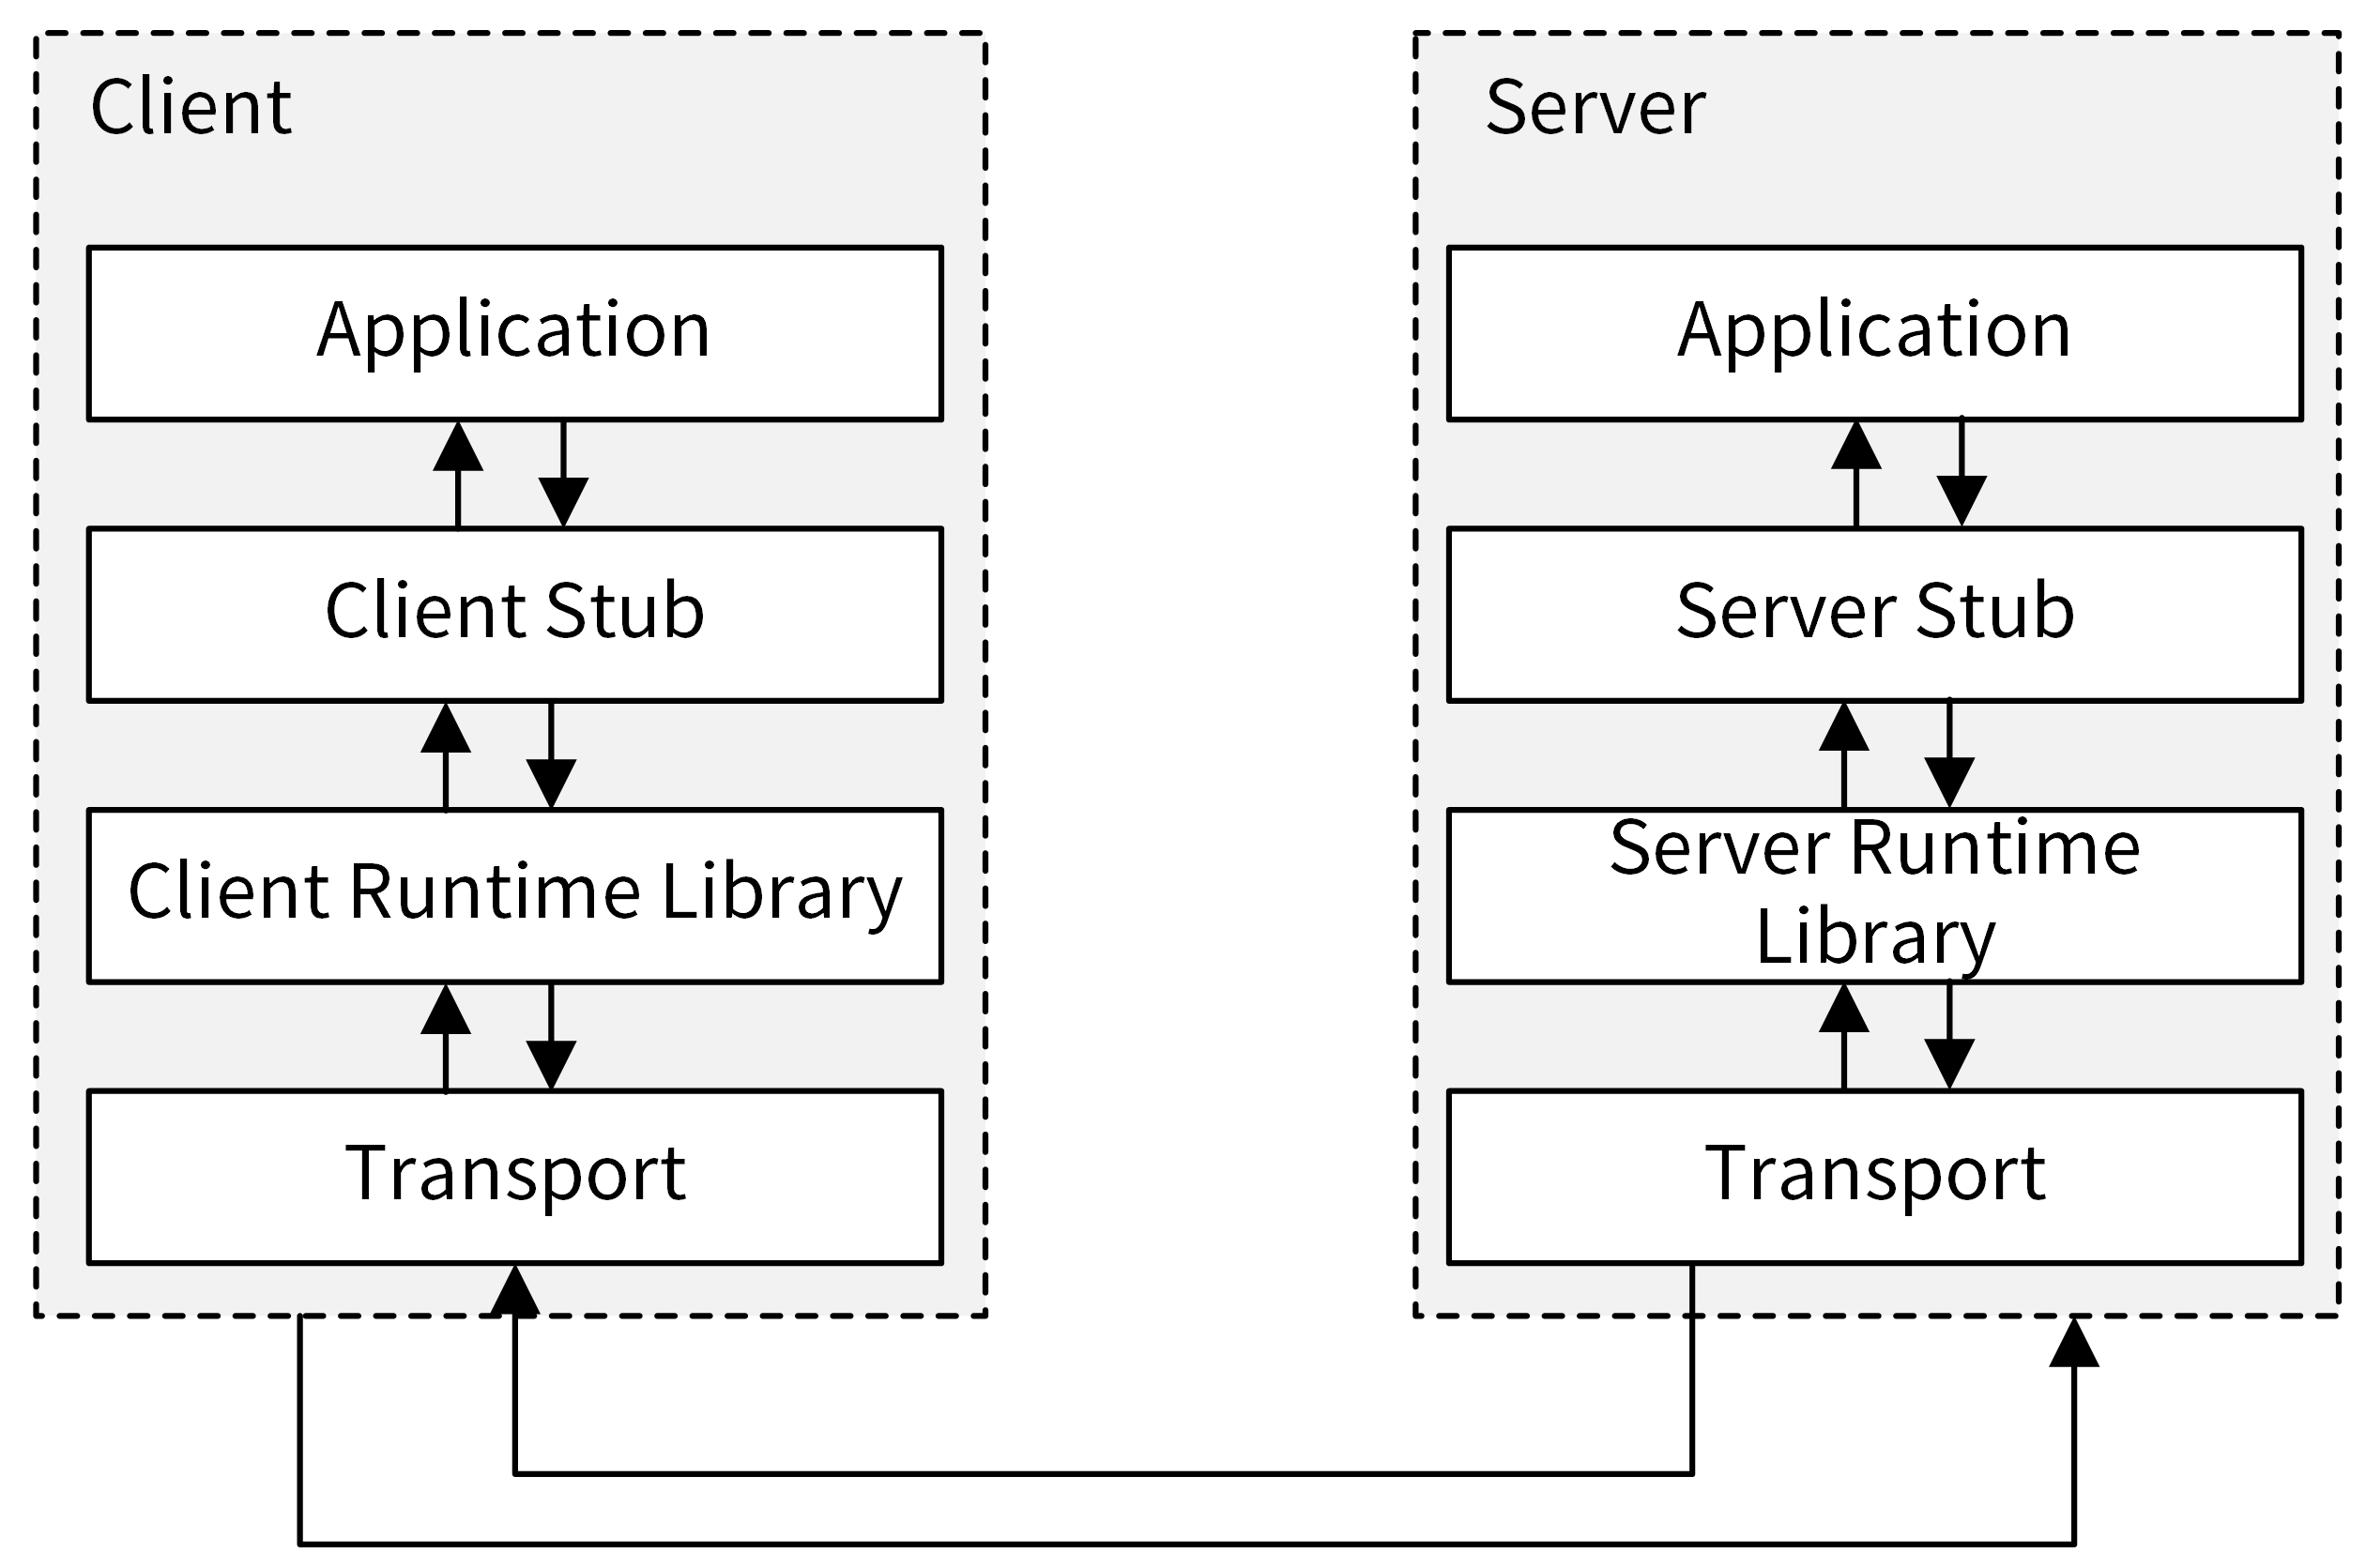 Client
Application
Client Stub
Client Runtime Library
Transport
Server
Application
Server Stub
Server Runtime
Library
Transport